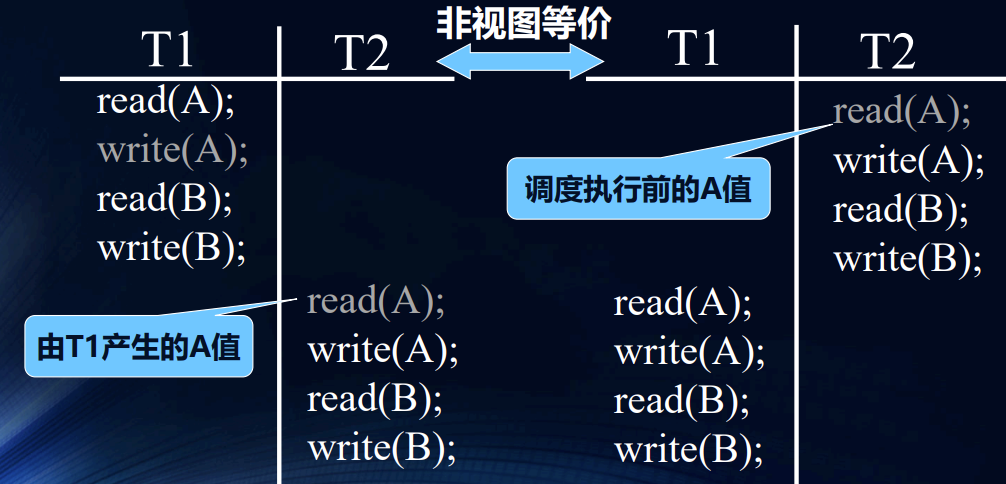 非视图等价
T1
T2
T1
T2
read(A);
write(A);
read(B);
write(B);
read(A);
write(A);
read(B);
write(B);
由T1产生的A值
read(A);
write(A);
read(B);
write(B);
调度执行前的A值
read(A);
write(A);
read(B);
write(B);